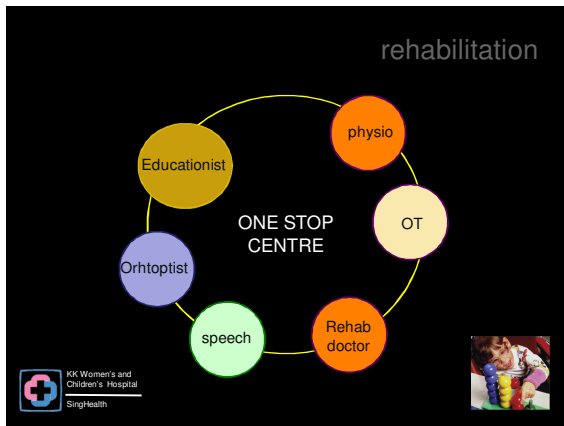 rehabilitation
physio
Educationist
OT
ONE STOP
CENTRE
Orhtoptist
Rehab
doctor
speech
KK Women's and
Children's Hospital
SingHealth